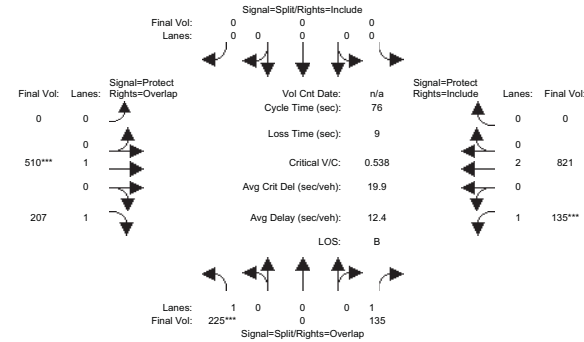 Signal=Split/Rights=Include
Final Vol: 0 0 0
Lanes: 0 0 0 0 0
Signal=Protect Signal=Protect
Final Vol: Lanes: Rights=Overlap Vol Cnt Date: n/a Rights=Include Lanes: Final Vol:
Cycle Time (sec): 76
0 0 0 0
Loss Time (sec): 9
0 0
510*** 1 Critical V/C: 0.538 2 821
0 Avg Crit Del (sec/veh): 19.9 0
207 1 Avg Delay (sec/veh): 12.4 1 135***
LOS: B
Lanes: 1 0 0 0 1
Final Vol: 225*** 0 135
Signal=Split/Rights=Overlap